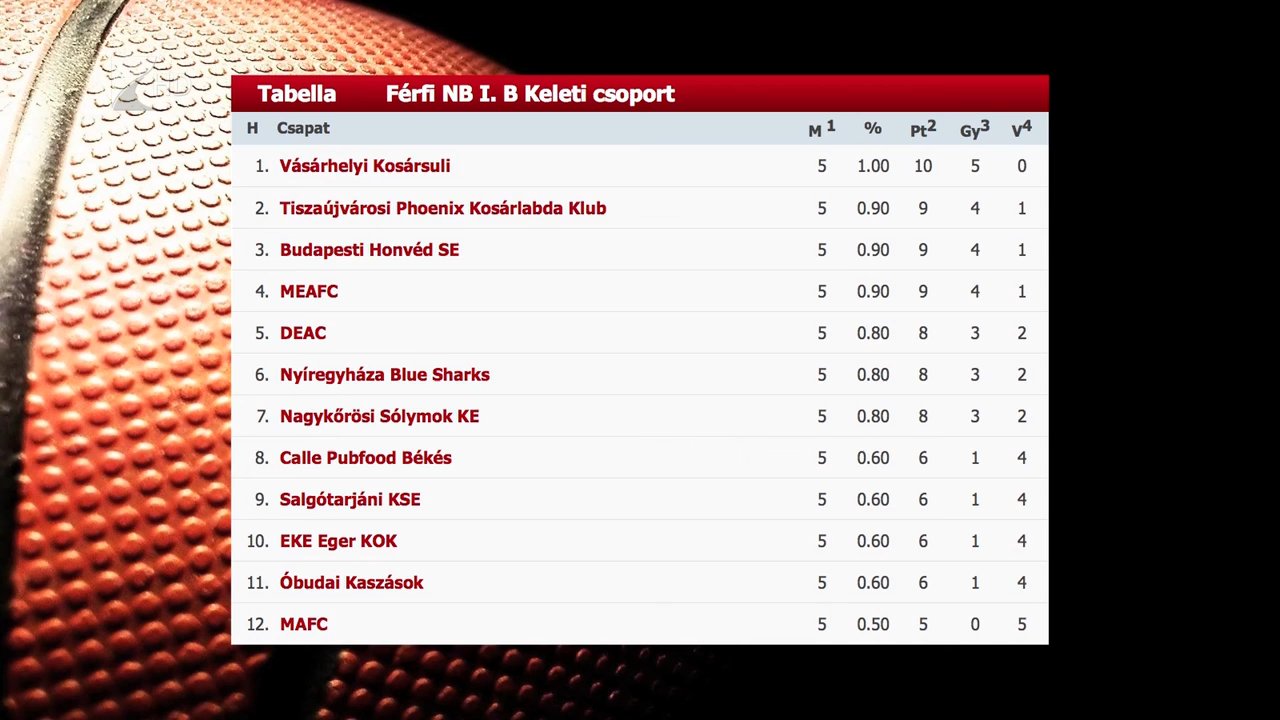 Tabella Férfi NB I. B Keleti csoport
H Csapat M 1 % Pt2 Gy3 V4
1. Vásárhelyi Kosársuli 5 1.00 10 5 0
2. Tiszaújvárosi Phoenix Kosárlabda Klub 5 0.90 9 4 1
3. Budapesti Honvéd SE 5 0.90 9 4 1
4. MEAFC 5 0.90 9 4 1
5. DEAC 5 0.80 8 3 2
6. Nyíregyháza Blue Sharks 5 0.80 8 3 2
7. Nagykőrösi Sólymok KE 5 0.80 8 3 2
8. Calle Pubfood Békés 5 0.60 6 1 4
9. Salgótarjáni KSE 5 0.60 6 1 4
10. EKE Eger KOK 5 0.60 6 1 4
11. Óbudai Kaszások 5 0.60 6 1 4
12. MAFC 5 0.50 5 0 5